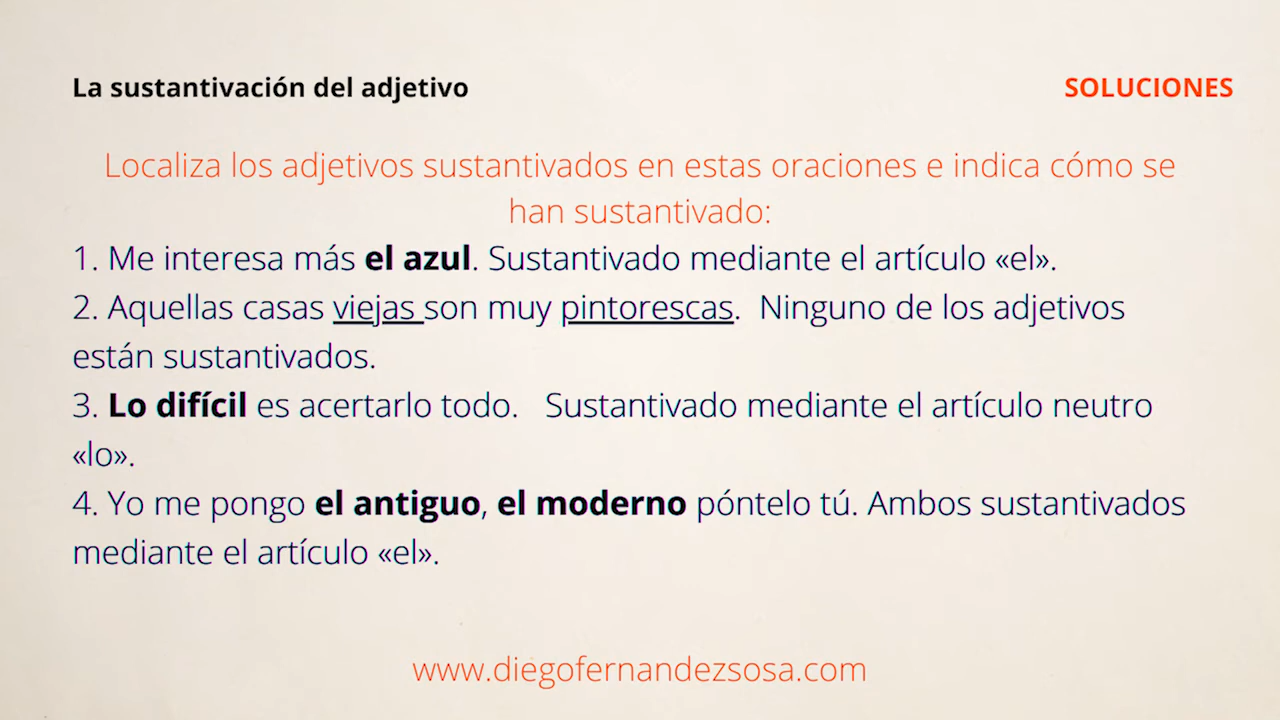 La sustantivación del adjetivo
SOLUCIONES
Localiza los adjetivos sustantivados en estas oraciones e indica cómo se
han sustantivado:
1. Me interesa más el azul. Sustantivado mediante el artículo «el».
2. Aquellas casas viejas son muy pintorescas. Ninguno de los adjetivos
están sustantivados.
3. Lo difícil es acertarlo todo. Sustantivado mediante el artículo neutro
«lo».
4. Yo me pongo el antiguo, el moderno póntelo tú. Ambos sustantivados
mediante el artículo «el».
www.diegofernandezsosa.com